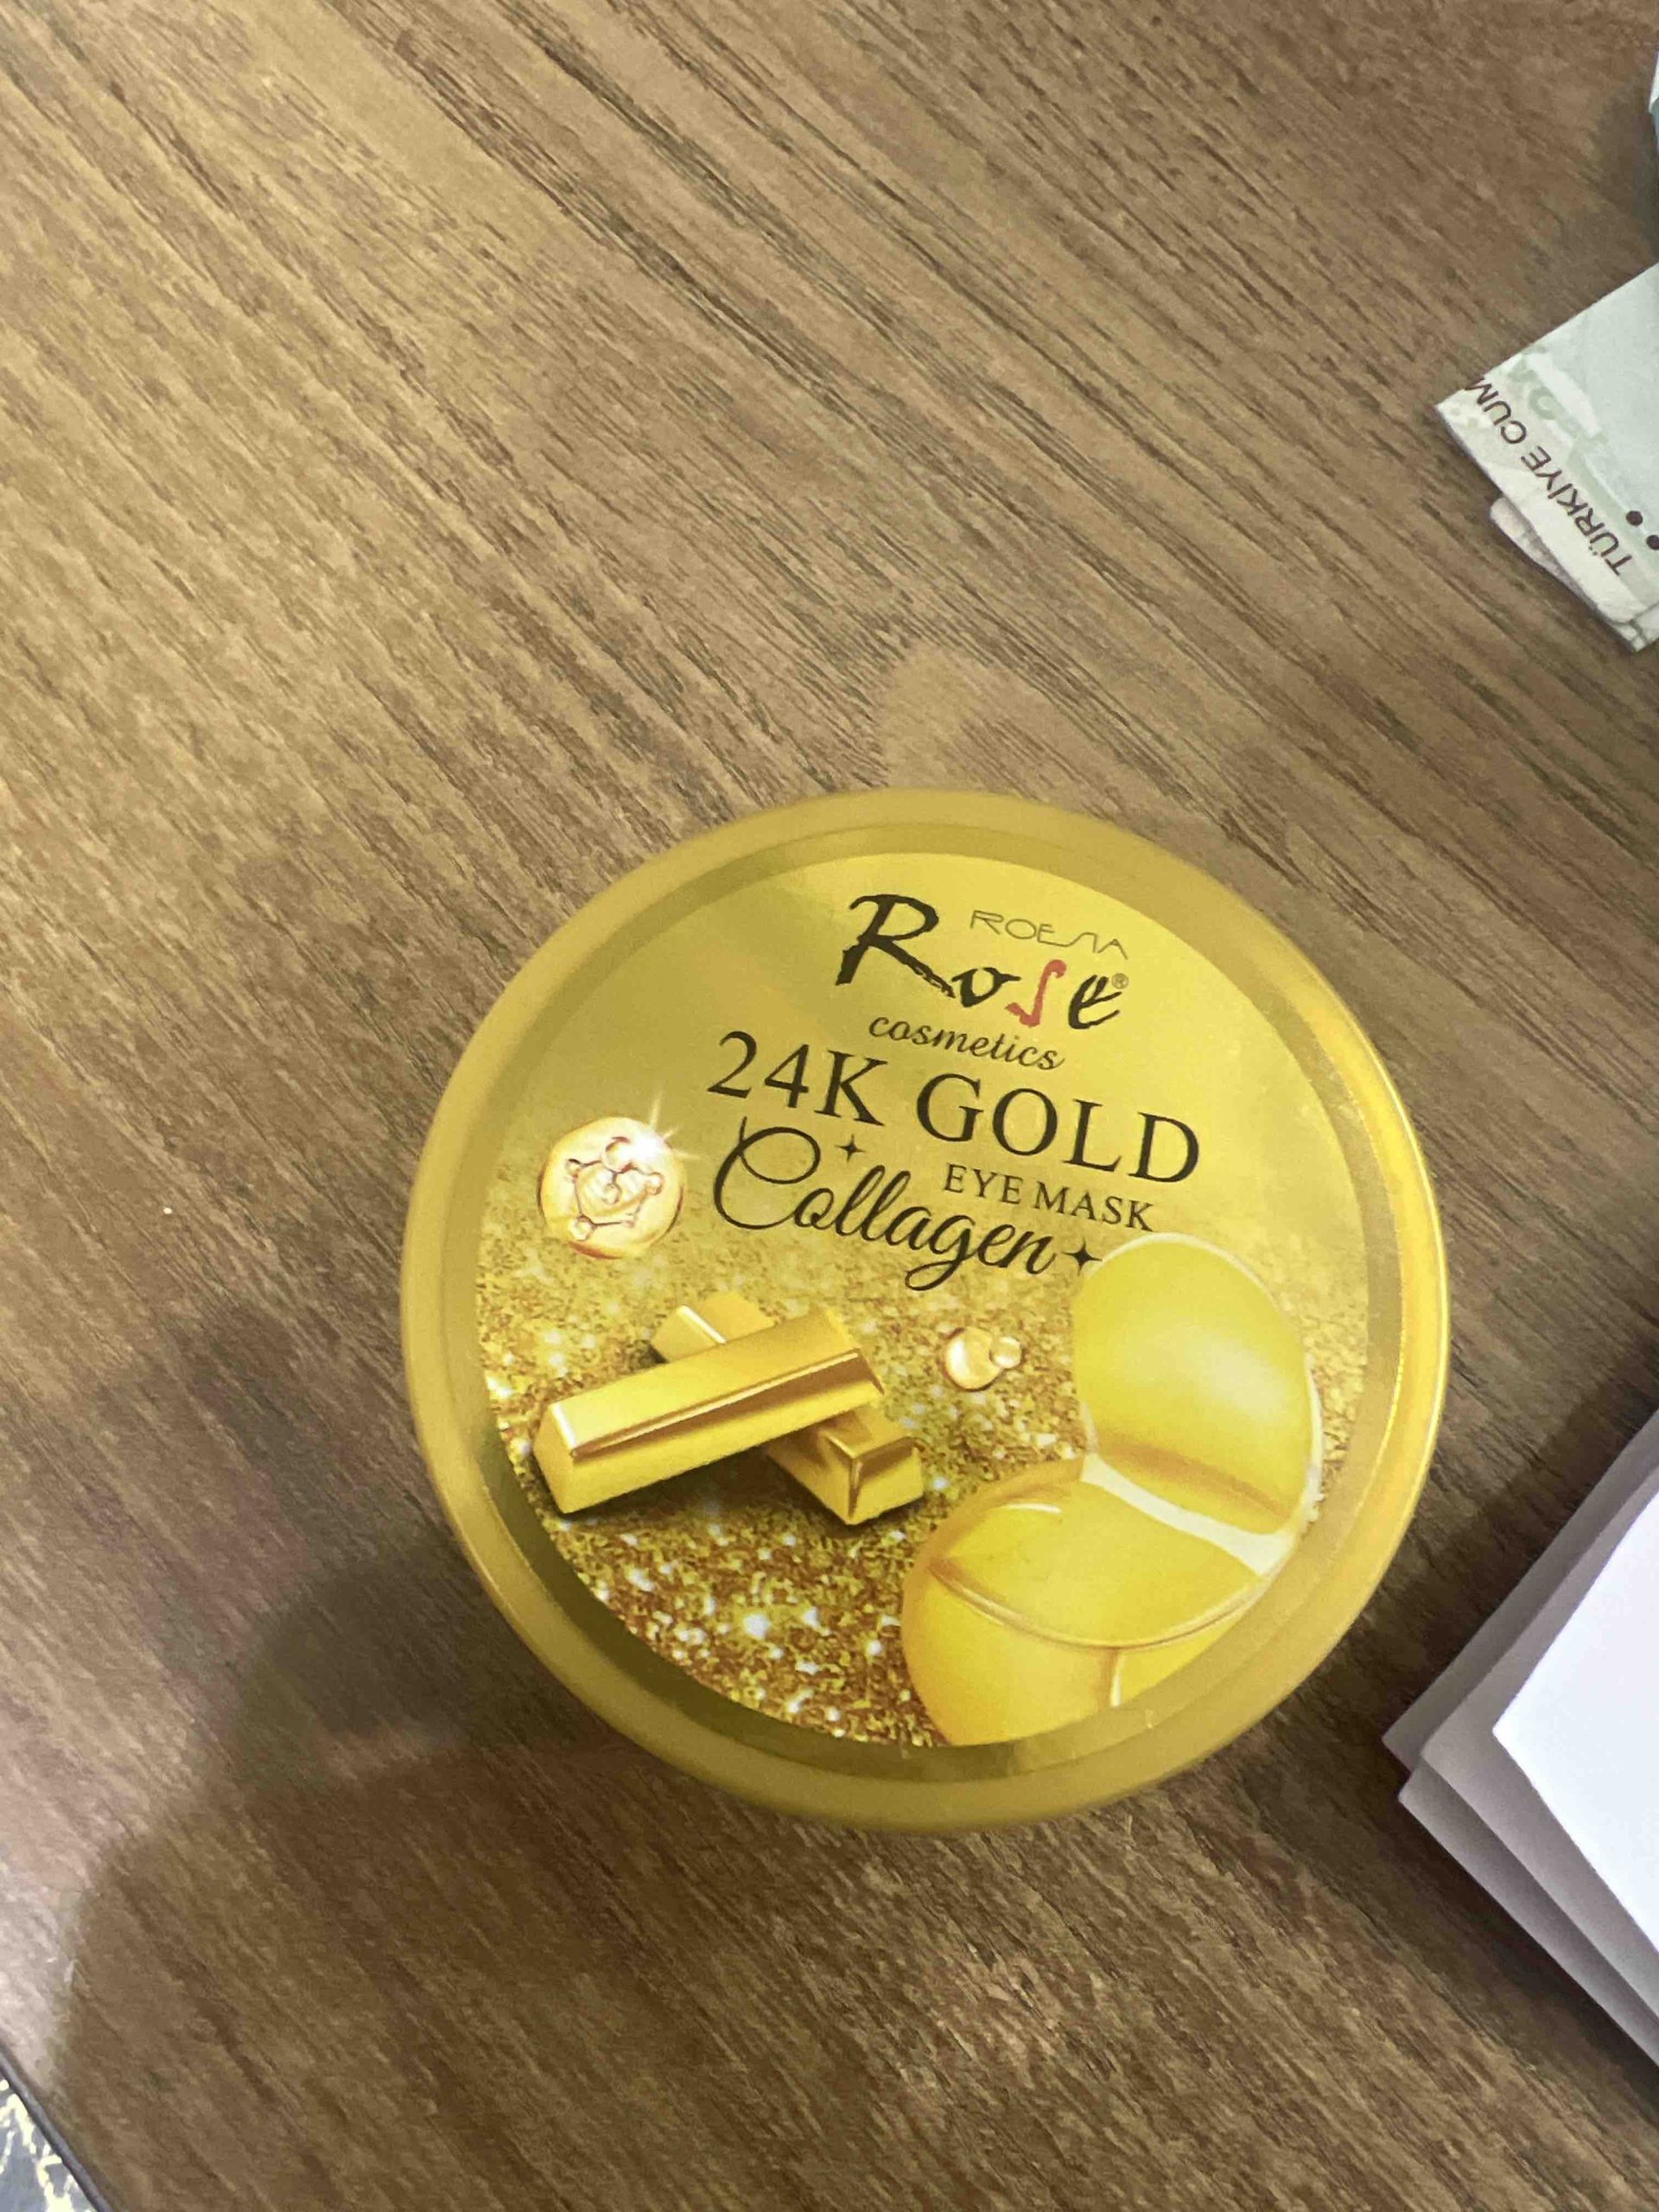 TÜRKİYE CUM
ROESIA
Rose®
cosmetics
24K GOLD
EYE MASK
Collagen